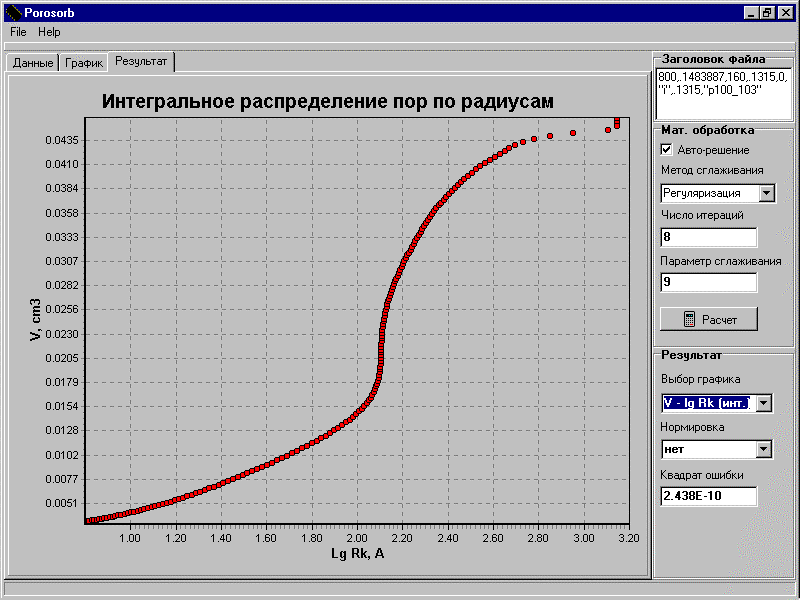 Porosorb
File Help
Данные График Результат
Интегральное распределение пор по радиусам
V, cm3
0.0435
0.0410
0.0384
0.0358
0.0333
0.0307
0.0282
0.0256
0.0230
0.0205
0.0179
0.0154
0.0128
0.0102
0.0077
0.0051
1.00 1.20 1.40 1.60 1.80 2.00 2.20 2.40 2.60 2.80 3.00 3.20
Lg Rk, A
Заголовок файла
800,.1483887,160,.1315,0,
"i",.1315,"p100_103"
Мат. обработка
Авто-решение
Метод сглаживания
Регуляризация
Число итераций
8
Параметр сглаживания
9
Расчет
Результат
Выбор графика
V - lg Rk (инт.)
Нормировка
нет
Квадрат ошибки
2.438E-10